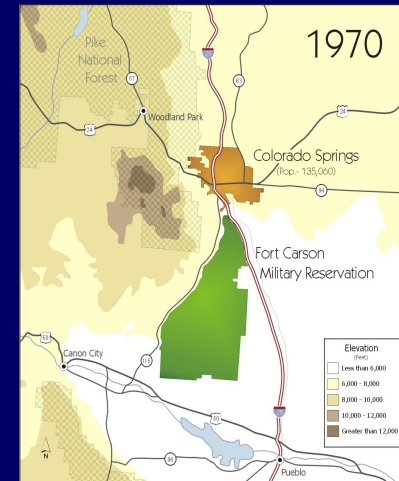 1970
Pike
National
Forest
67
Woodland Park
24
83
24
Colorado Springs
(Pop.- 135,060)
94
Fort Carson
Military Reservation
50
Canon City
115
50
96
Pueblo
N
Elevation
(Feet)
Less than 6,000
6,000 - 8,000
8,000 - 10,000
10,000 - 12,000
Greater than 12,000